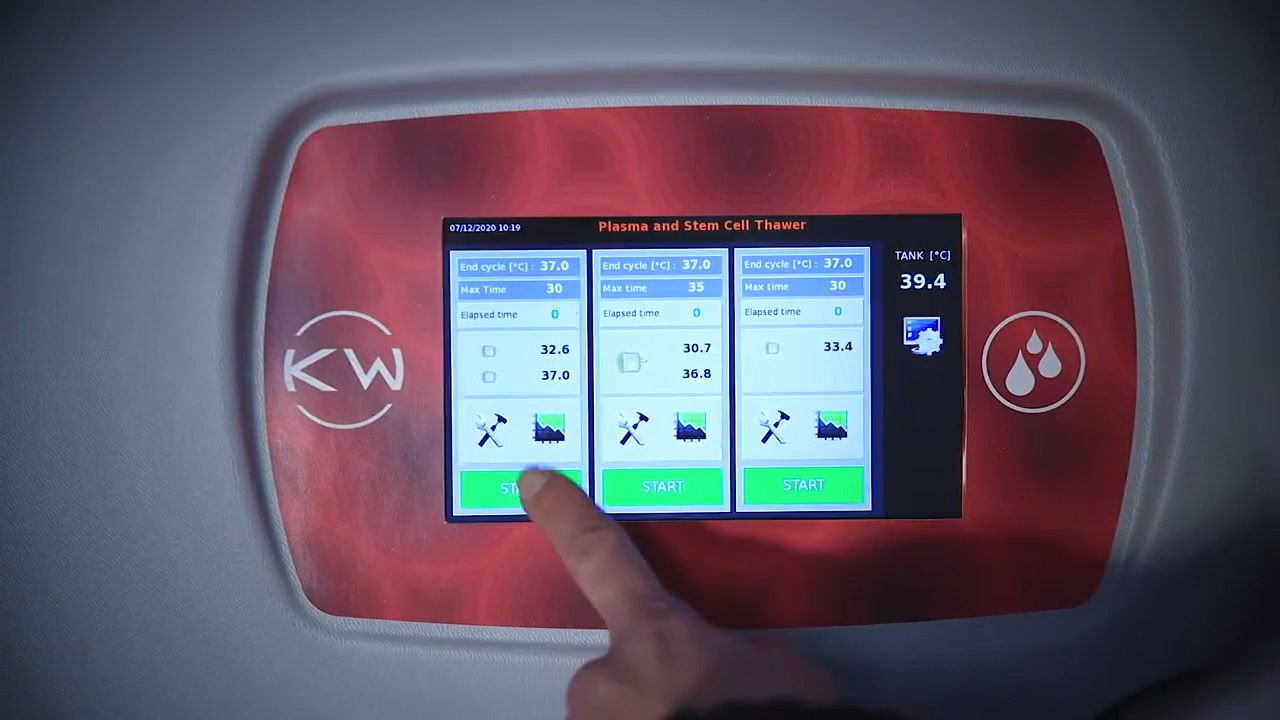 KW
07/12/2020 10:19
Plasma and Stem Cell Thawer
End cycle [°C] : 37.0
Max Time 30
Elapsed time 0
32.6
37.0
End cycle [°C] : 37.0
Max time 35
Elapsed time 0
30.7
36.8
START
End cycle [°C] : 37.0
Max time 30
Elapsed time 0
33.4
START
TANK [°C]
39.4